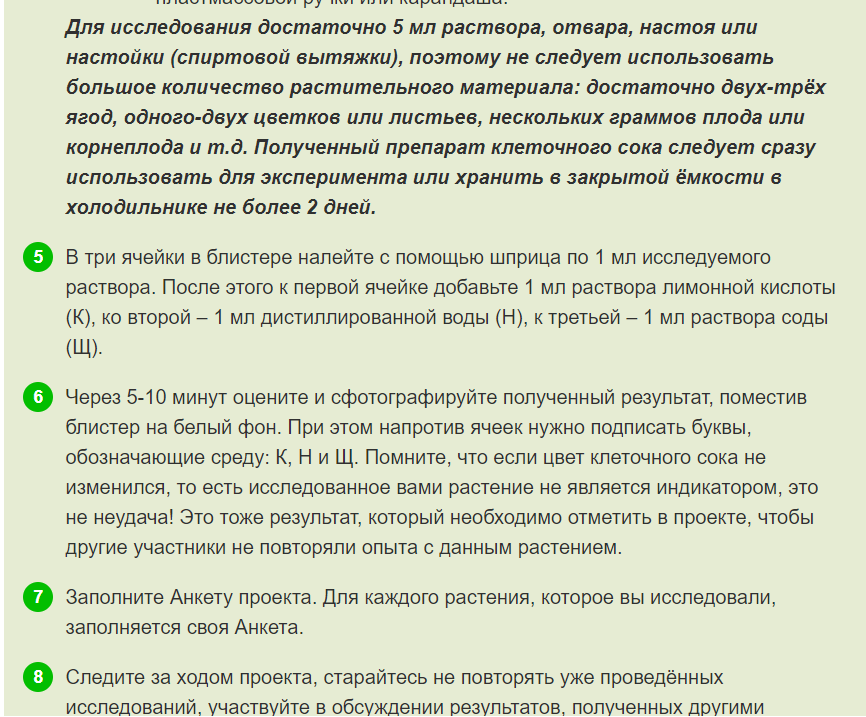 пластмассовой ручки или карандаша.
Для исследования достаточно 5 мл раствора, отвара, настоя или
настойки (спиртовой вытяжки), поэтому не следует использовать
большое количество растительного материала: достаточно двух-трёх
ягод, одного-двух цветков или листьев, нескольких граммов плода или
корнеплода и т.д. Полученный препарат клеточного сока следует сразу
использовать для эксперимента или хранить в закрытой ёмкости в
холодильнике не более 2 дней.
5 В три ячейки в блистере налейте с помощью шприца по 1 мл исследуемого
раствора. После этого к первой ячейке добавьте 1 мл раствора лимонной кислоты
(К), ко второй – 1 мл дистиллированной воды (Н), к третьей – 1 мл раствора соды
(Щ).
6 Через 5-10 минут оцените и сфотографируйте полученный результат, поместив
блистер на белый фон. При этом напротив ячеек нужно подписать буквы,
обозначающие среду: К, Н и Щ. Помните, что если цвет клеточного сока не
изменился, то есть исследованное вами растение не является индикатором, это
не неудача! Это тоже результат, который необходимо отметить в проекте, чтобы
другие участники не повторяли опыта с данным растением.
7 Заполните Анкету проекта. Для каждого растения, которое вы исследовали,
заполняется своя Анкета.
8 Следите за ходом проекта, старайтесь не повторять уже проведённых
исследований, участвуйте в обсуждении результатов, полученных другими